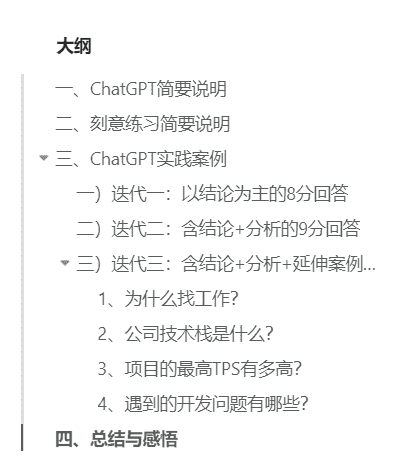 大纲
一、ChatGPT简要说明
二、刻意练习简要说明
三、ChatGPT实践案例
一）迭代一：以结论为主的8分回答
二）迭代二：含结论+分析的9分回答
三）迭代三：含结论+分析+延伸案例...
1、为什么找工作？
2、公司技术栈是什么？
3、项目的最高TPS有多高？
4、遇到的开发问题有哪些？
四、总结与感悟